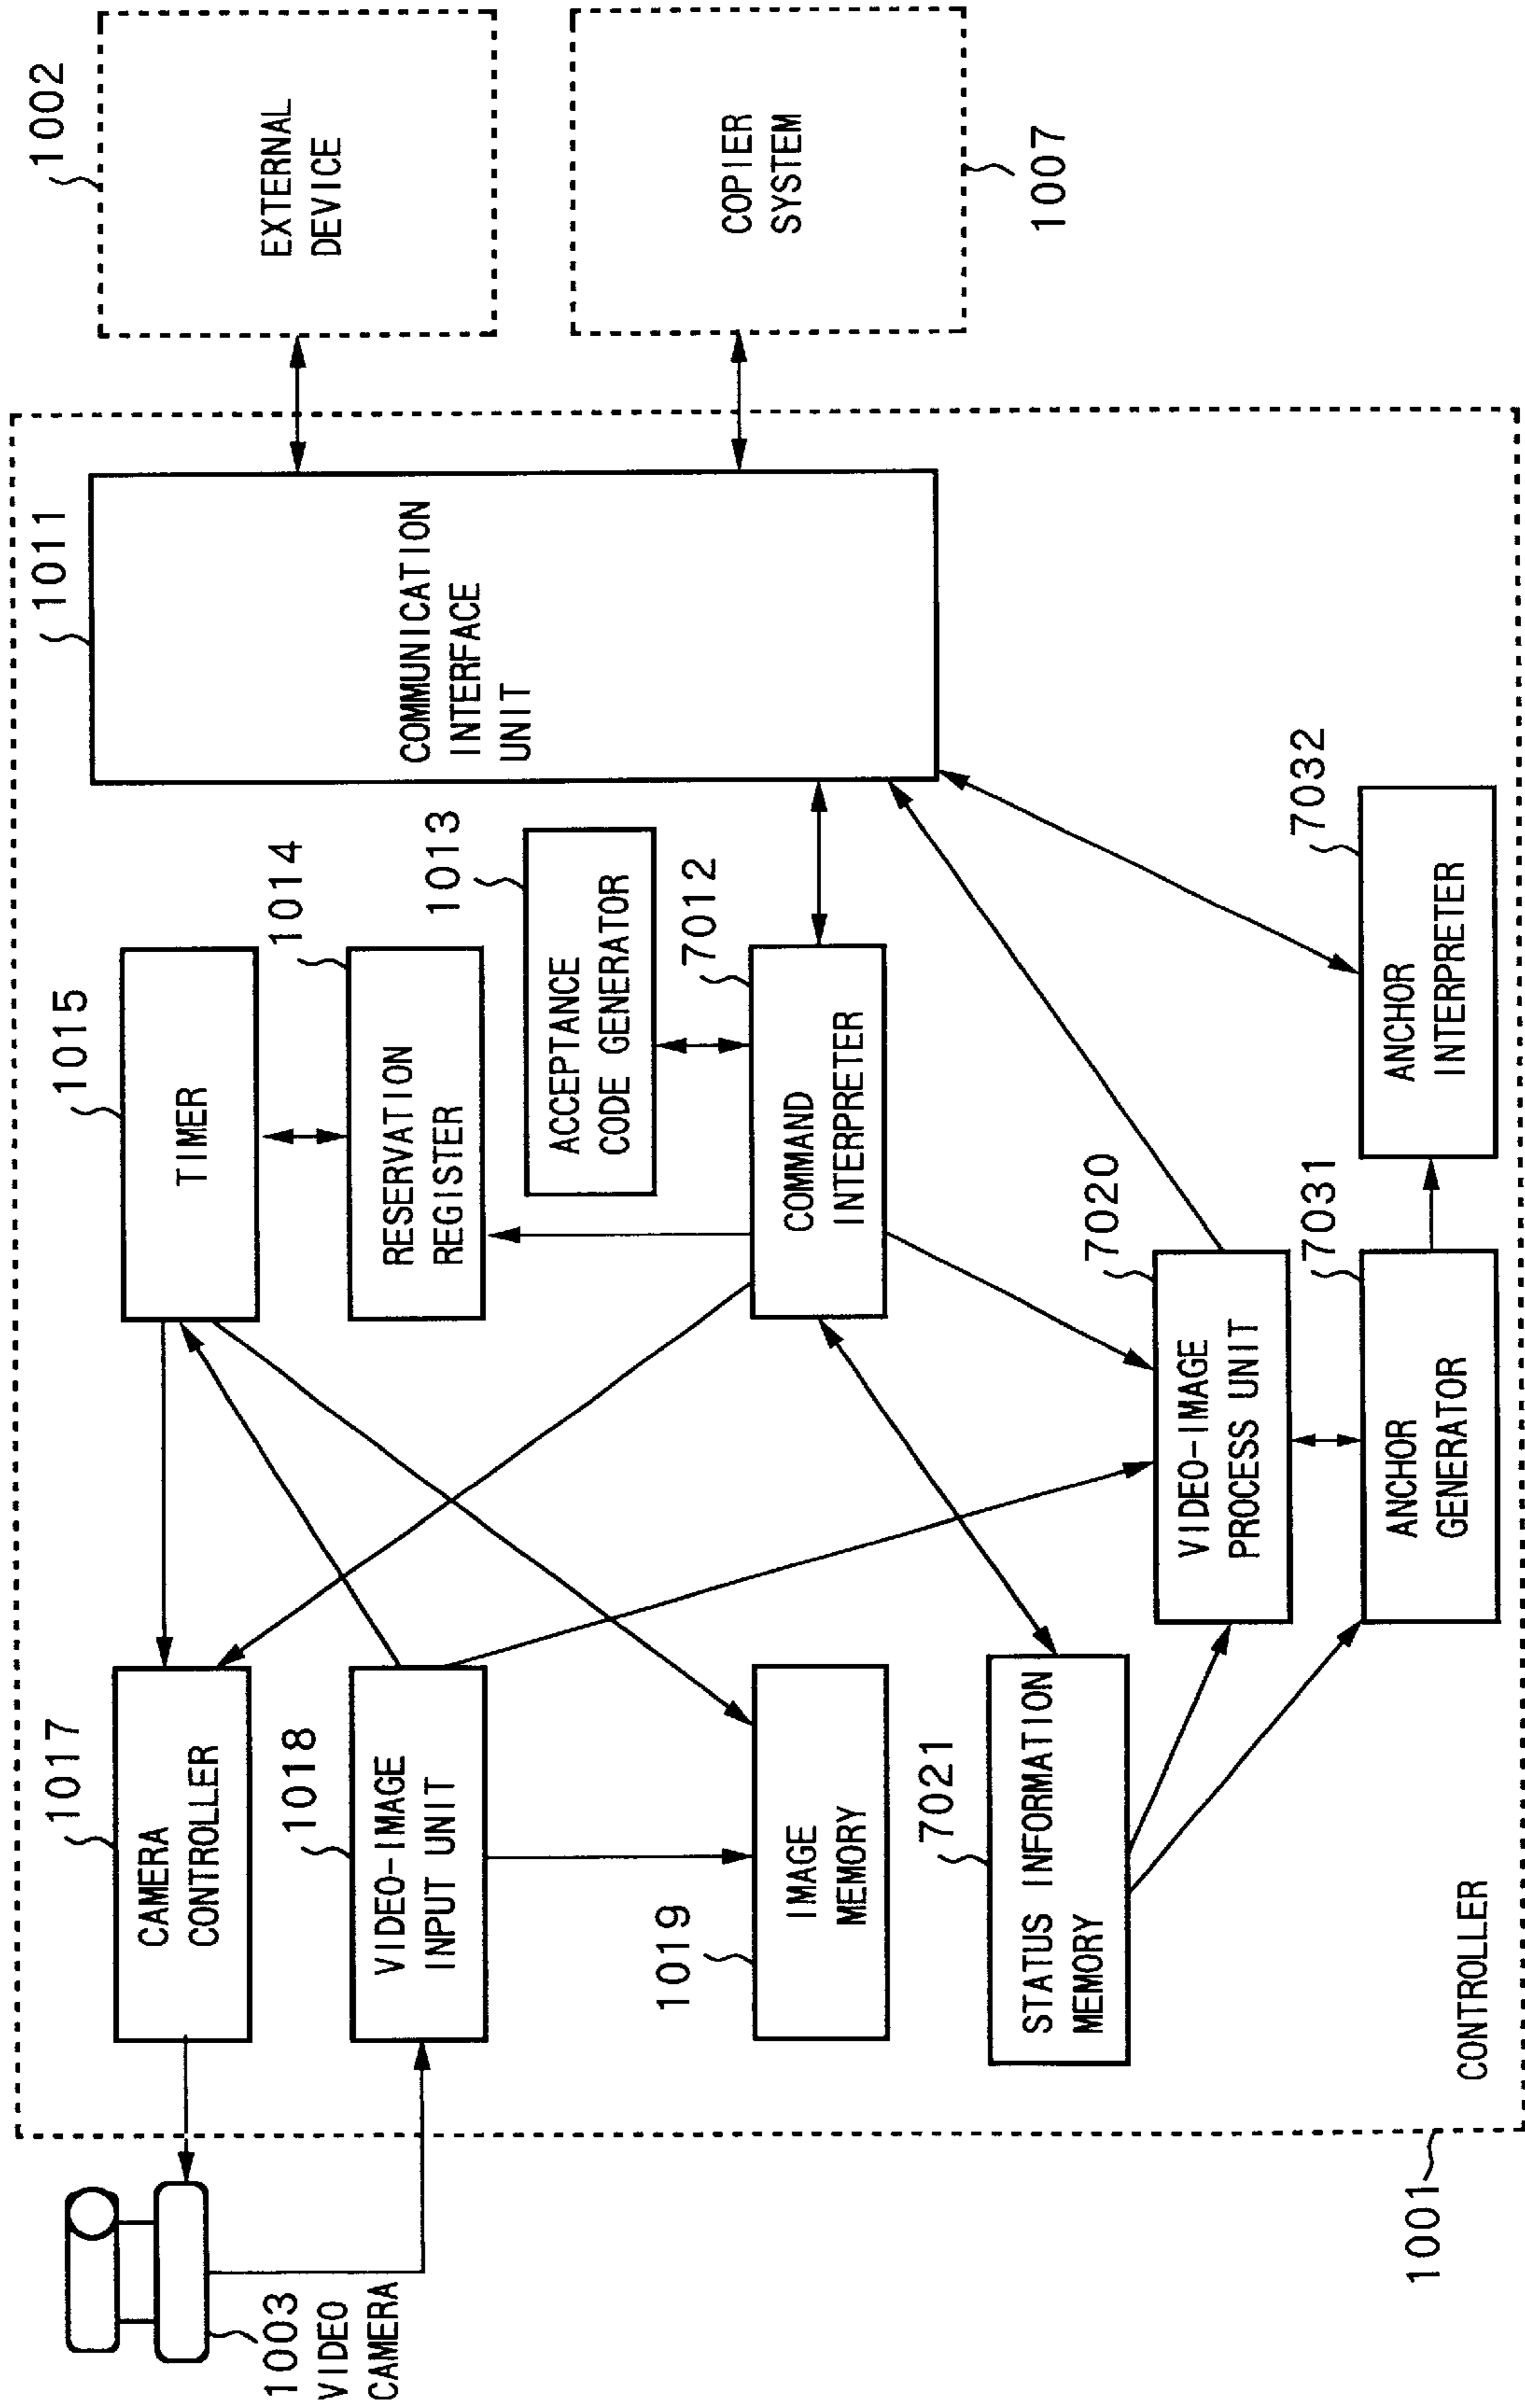 1003
VIDEO
CAMERA
1017
CAMERA
CONTROLLER
1018
VIDEO-IMAGE
INPUT UNIT
1019
IMAGE
MEMORY
7021
STATUS INFORMATION
MEMORY
CONTROLLER
1001
1015
TIMER
1014
RESERVATION
REGISTER
1013
ACCEPTANCE
CODE GENERATOR
7012
COMMAND
INTERPRETER
7020
VIDEO-IMAGE
PROCESS UNIT
7031
ANCHOR
GENERATOR
7032
ANCHOR
INTERPRETER
1011
COMMUNICATION
INTERFACE
UNIT
1002
EXTERNAL
DEVICE
COPIER
SYSTEM
1007